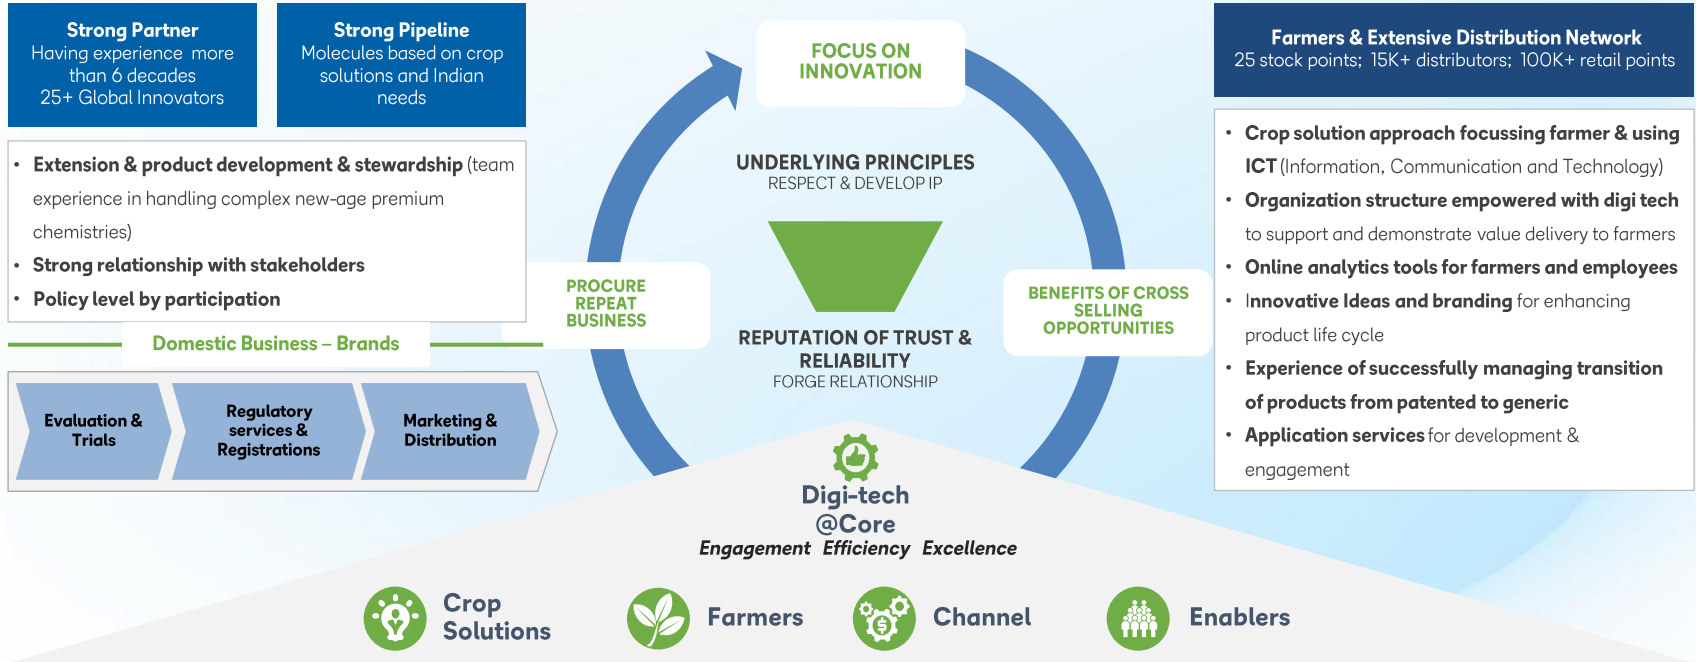 Strong Partner
Having experience more
than 6 decades
25+ Global Innovators
Strong Pipeline
Molecules based on crop
solutions and Indian
needs
• Extension & product development & stewardship (team
experience in handling complex new-age premium
chemistries)
• Strong relationship with stakeholders
• Policy level by participation
Domestic Business – Brands
Evaluation &
Trials
Regulatory
services &
Registrations
Marketing &
Distribution
FOCUS ON
INNOVATION
UNDERLYING PRINCIPLES
RESPECT & DEVELOP IP
PROCURE
REPEAT
BUSINESS
BENEFITS OF CROSS
SELLING
OPPORTUNITIES
REPUTATION OF TRUST &
RELIABILITY
FORGE RELATIONSHIP
Farmers & Extensive Distribution Network
25 stock points; 15K+ distributors; 100K+ retail points
• Crop solution approach focussing farmer & using
ICT (Information, Communication and Technology)
• Organization structure empowered with digi tech
to support and demonstrate value delivery to farmers
• Online analytics tools for farmers and employees
• Innovative Ideas and branding for enhancing
product life cycle
• Experience of successfully managing transition
of products from patented to generic
• Application services for development &
engagement
Digi-tech
@Core
Engagement Efficiency Excellence
Crop
Solutions
Farmers
$
Channel
Enablers